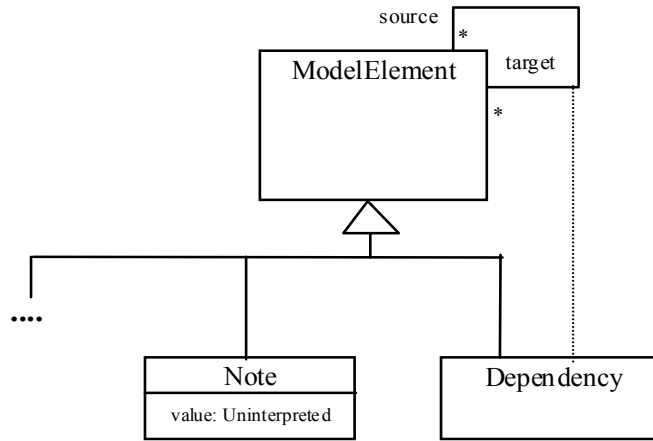 source
*
ModelElement
target
*
....
Note
Dependency
value: Uninterpreted